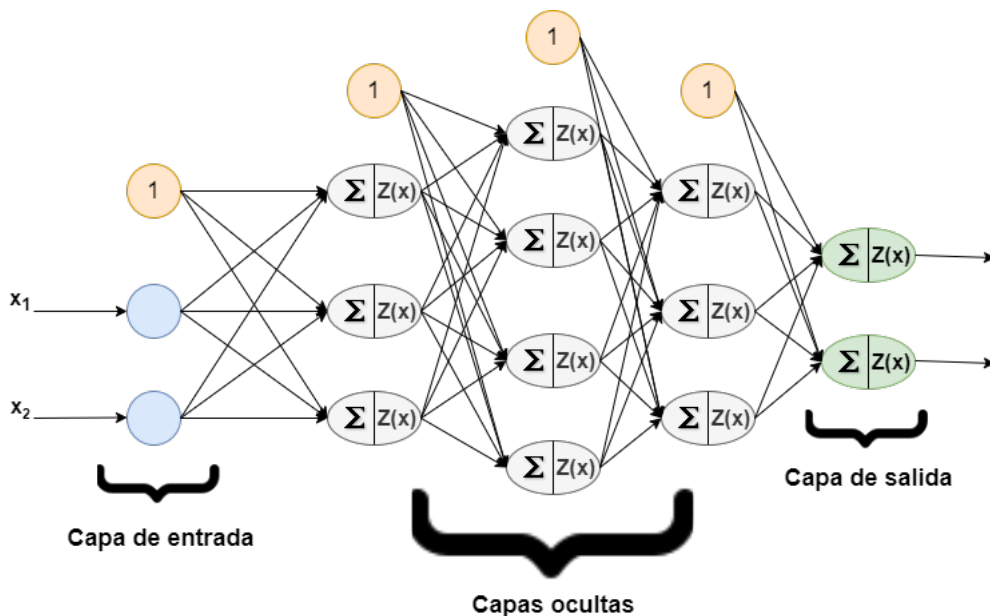 1
1
1
1
Σ Z(x)
Σ Z(x)
Σ Z(x)
Σ Z(x)
Σ Z(x)
Σ Z(x)
x₁
Σ Z(x)
Σ Z(x)
Σ Z(x)
Σ Z(x)
x₂
Σ Z(x)
Σ Z(x)
Capa de entrada
Capas ocultas
Capa de salida